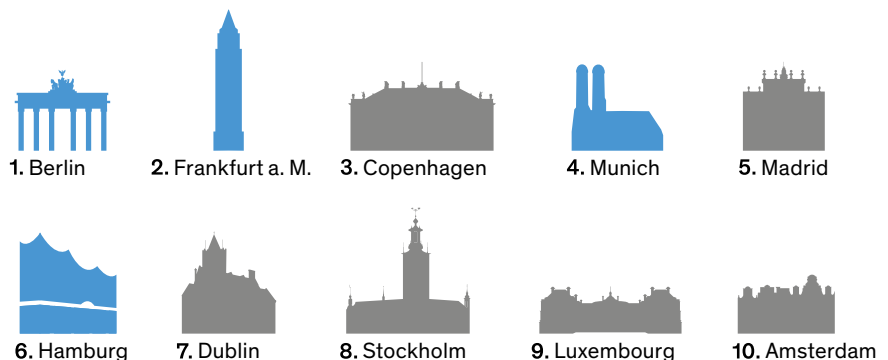 1. Berlin
2. Frankfurt a. M.
3. Copenhagen
4. Munich
5. Madrid
6. Hamburg
7. Dublin
8. Stockholm
9. Luxembourg
10. Amsterdam